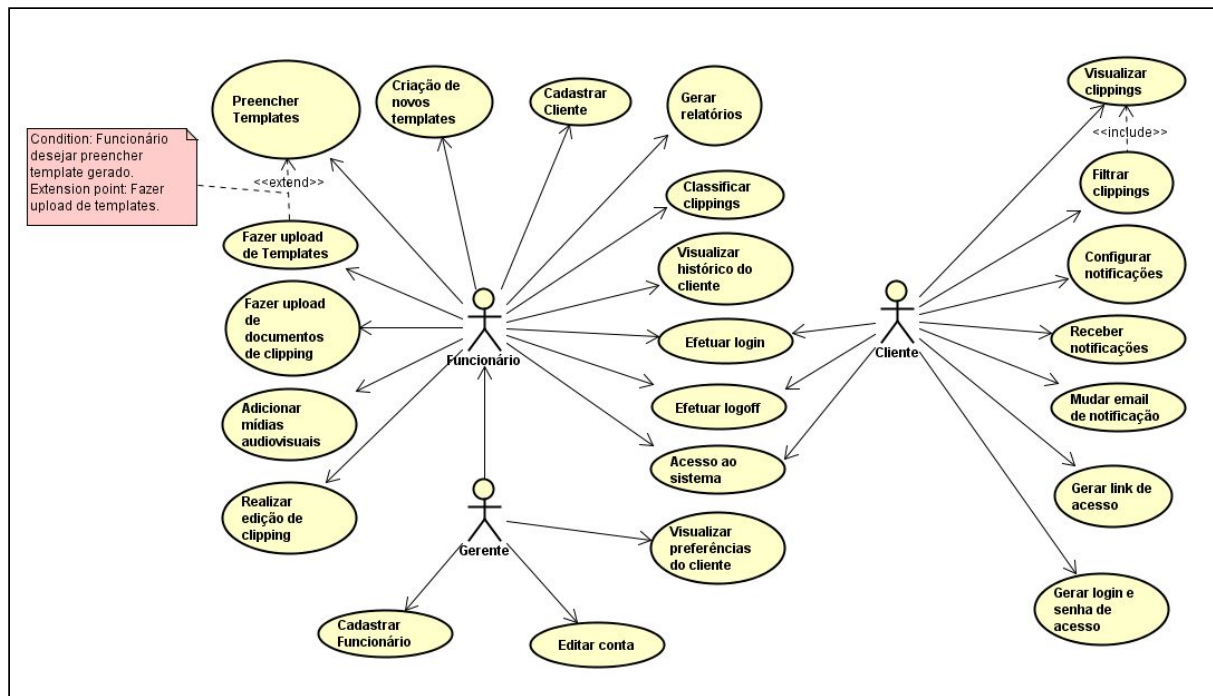 Preencher
Templates
Criação de
novos
templates
Cadastrar
Cliente
Gerar
relatórios
Visualizar
clippings
Condition: Funcionário
desejar preencher
template gerado.
Extension point: Fazer
upload de templates.
<<extend>>
<<include>>
Classificar
clippings
Filtrar
clippings
Fazer upload
de Templates
Visualizar
histórico do
cliente
Configurar
notificações
Fazer upload
de
documentos
de clipping
Funcionário
Efetuar login
Cliente
Receber
notificações
Adicionar
mídias
audiovisuais
Efetuar logoff
Mudar email
de notificação
Acesso ao
sistema
Gerar link de
acesso
Realizar
edição de
clipping
Gerente
Visualizar
preferências
do cliente
Gerar login e
senha de
acesso
Cadastrar
Funcionário
Editar conta